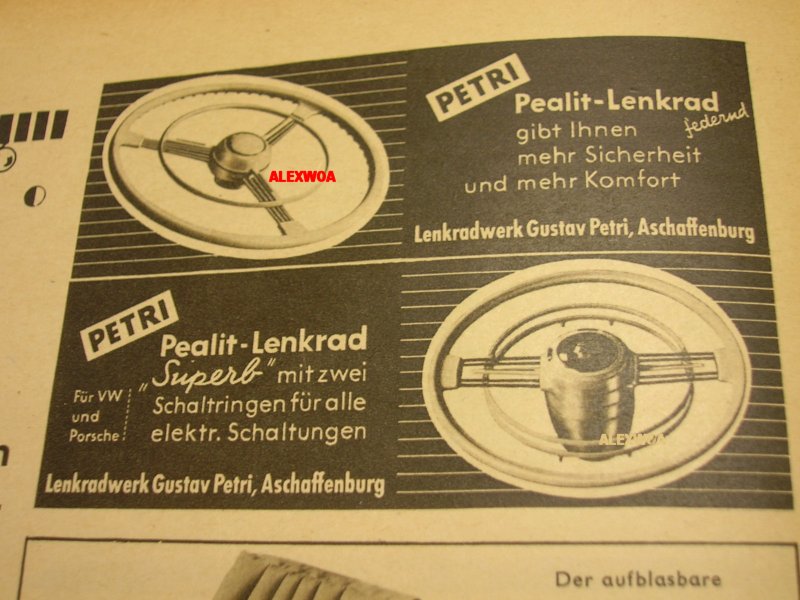 PETRI
Pealit-Lenkrad
federnd
gibt Ihnen
mehr Sicherheit
und mehr Komfort
Lenkradwerk Gustav Petri, Aschaffenburg
ALEXWOA
PETRI
Pealit-Lenkrad
„Superb" mit zwei
Schaltringen für alle
elektr. Schaltungen
Für VW
und
Porsche
Lenkradwerk Gustav Petri, Aschaffenburg
ALEXWOA
Der aufblasbare